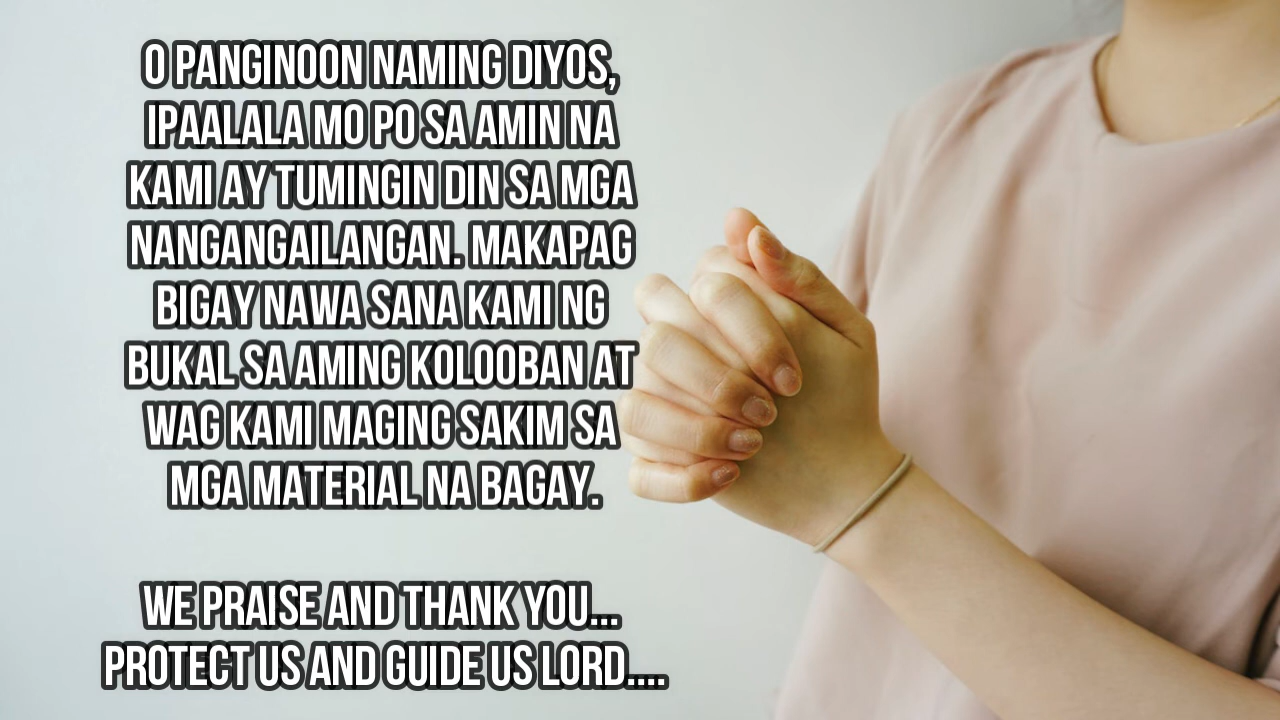 O PANGINOON NAMING DIYOS,
IPAALALA MO PO SA AMIN NA
KAMI AY TUMINGIN DIN SA MGA
NANGANGAILANGAN. MAKAPAG
BIGAY NAWA SANA KAMI NG
BUKAL SA AMING KOLOOBAN AT
WAG KAMI MAGING SAKIM SA
MGA MATERIAL NA BAGAY.
WE PRAISE AND THANK YOU...
PROTECT US AND GUIDE US LORD....